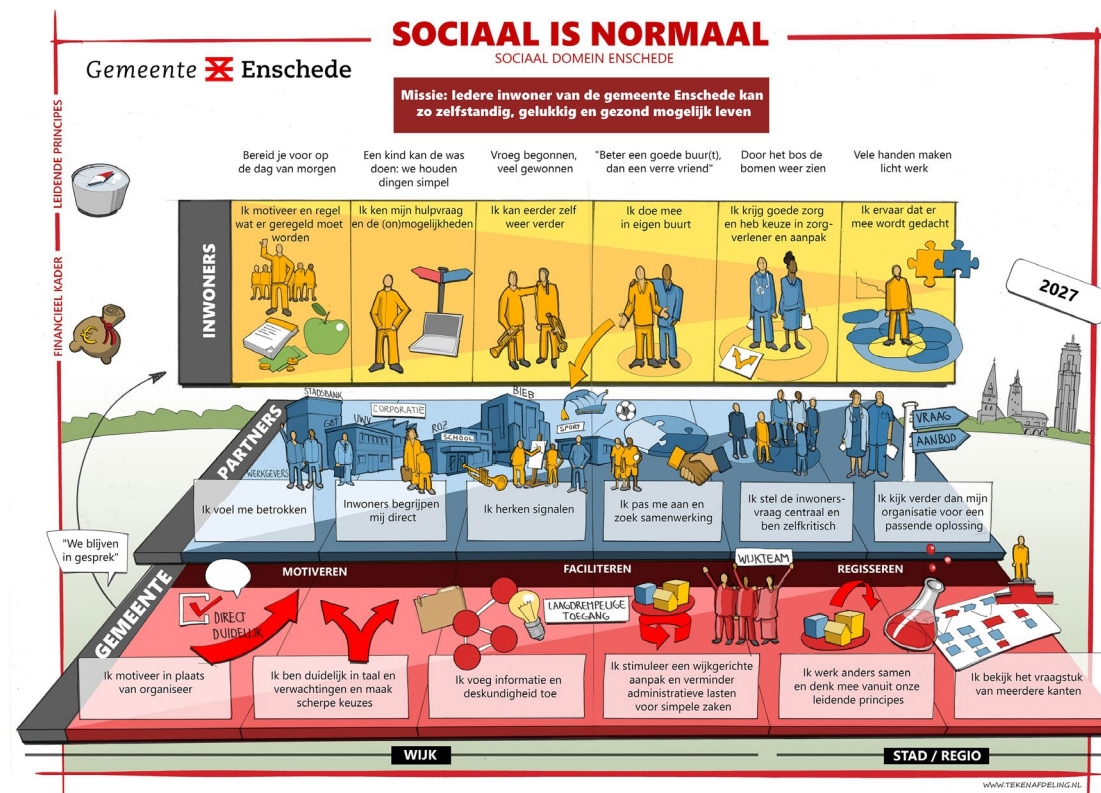 SOCIAAL IS NORMAAL
SOCIAAL DOMEIN ENSCHEDE
Gemeente Enschede
Missie: Iedere inwoner van de gemeente Enschede kan
zo zelfstandig, gelukkig en gezond mogelijk leven
LEIDENDE PRINCIPES
FINANCIEEL KADER
Bereid je voor op
de dag van morgen
Een kind kan de was
doen: we houden
dingen simpel
Vroeg begonnen,
veel gewonnen
"Beter een goede buur(t),
dan een verre vriend"
Door het bos de
bomen weer zien
Vele handen maken
licht werk
INWONERS
Ik motiveer en regel
wat er geregeld moet
worden
Ik ken mijn hulpvraag
en de (on)mogelijkheden
Ik kan eerder zelf
weer verder
Ik doe mee
in eigen buurt
Ik krijg goede zorg
en heb keuze in zorg-
verlener en aanpak
Ik ervaar dat er
mee wordt gedacht
2027
PARTNERS
STADSBANK
GBT
UWV
CORPORATIE
ROZ
SCHOOL
BIEB
SPORT
WERKGEVERS
VRAAG
AANBOD
Ik voel me betrokken
Inwoners begrijpen
mij direct
Ik herken signalen
Ik pas me aan en
zoek samenwerking
Ik stel de inwoners-
vraag centraal en
ben zelfkritisch
Ik kijk verder dan mijn
organisatie voor een
passende oplossing
"We blijven
in gesprek"
GEMEENTE
MOTIVEREN
FACILITEREN
REGISSEREN
WIJKTEAM
DIRECT
DUIDELIJK
LAAGDREMPELIGE
TOEGANG
Ik motiveer in plaats
van organiseer
Ik ben duidelijk in taal en
verwachtingen en maak
scherpe keuzes
Ik voeg informatie en
deskundigheid toe
Ik stimuleer een wijkgerichte
aanpak en verminder
administratieve lasten
voor simpele zaken
Ik werk anders samen
en denk mee vanuit onze
leidende principes
Ik bekijk het vraagstuk
van meerdere kanten
WIJK
STAD / REGIO
WWW.TEKENAFDELING.NL